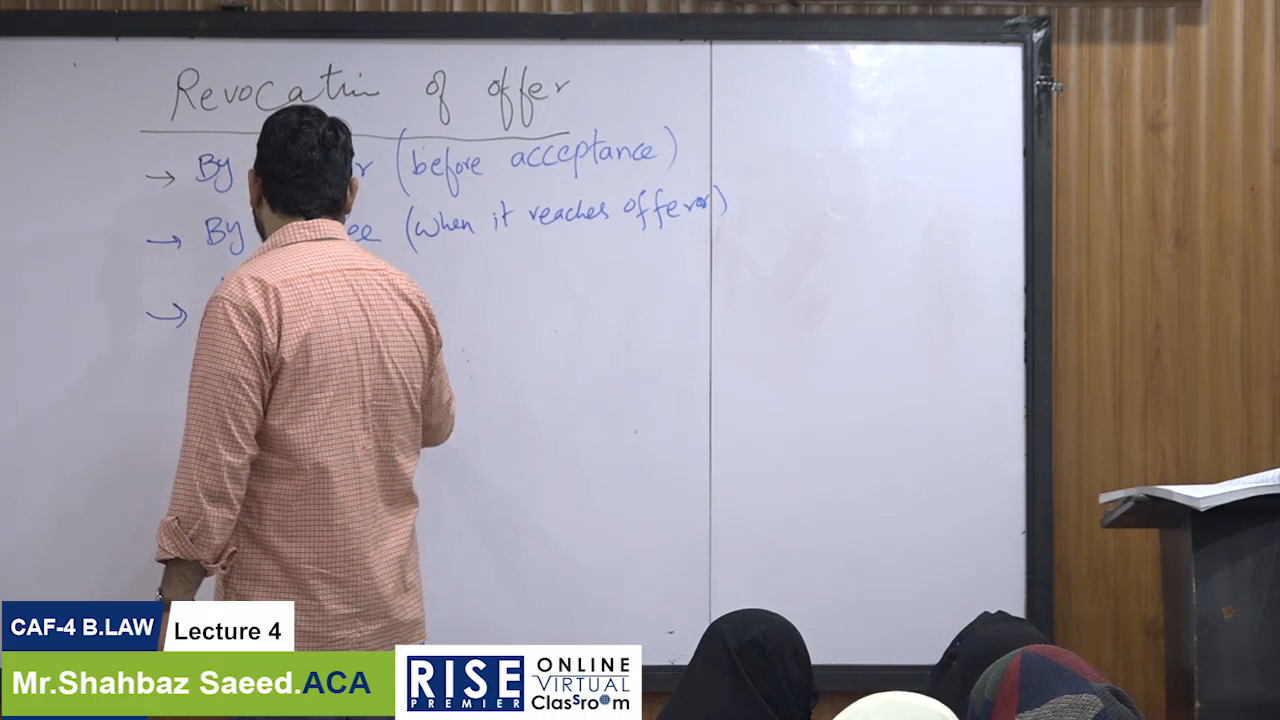 Revocation of offer
→ By (before acceptance)
→ By ee (when it reaches offeror)
→
CAF-4 B.LAW Lecture 4
Mr.Shahbaz Saeed.ACA
RISE PREMIER
ONLINE VIRTUAL ClassroOm